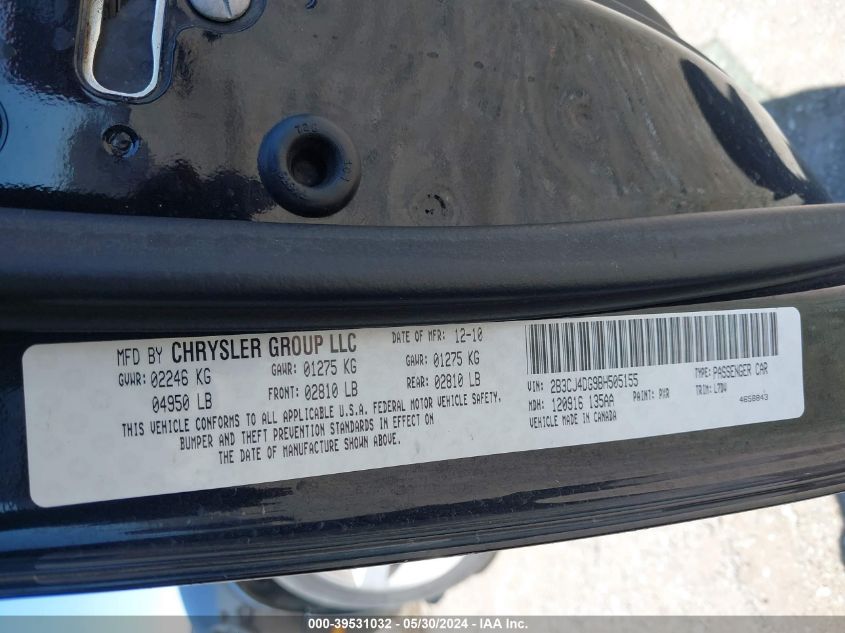 MFD BY CHRYSLER GROUP LLC DATE OF MFR: 12-10
GVWR: 02246 KG GAWR: 01275 KG GAWR: 01275 KG
04950 LB FRONT: 02810 LB REAR: 02810 LB
THIS VEHICLE CONFORMS TO ALL APPLICABLE U.S.A. FEDERAL MOTOR VEHICLE SAFETY,
BUMPER AND THEFT PREVENTION STANDARDS IN EFFECT ON
THE DATE OF MANUFACTURE SHOWN ABOVE.
VIN: 2B3CJ4DG9BH505155 TYPE: PASSENGER CAR
MDH: 120916 135AA PAINT: PXR TRIM: LTDV
VEHICLE MADE IN CANADA 4658843
000-39531032 - 05/30/2024 - IAA Inc.